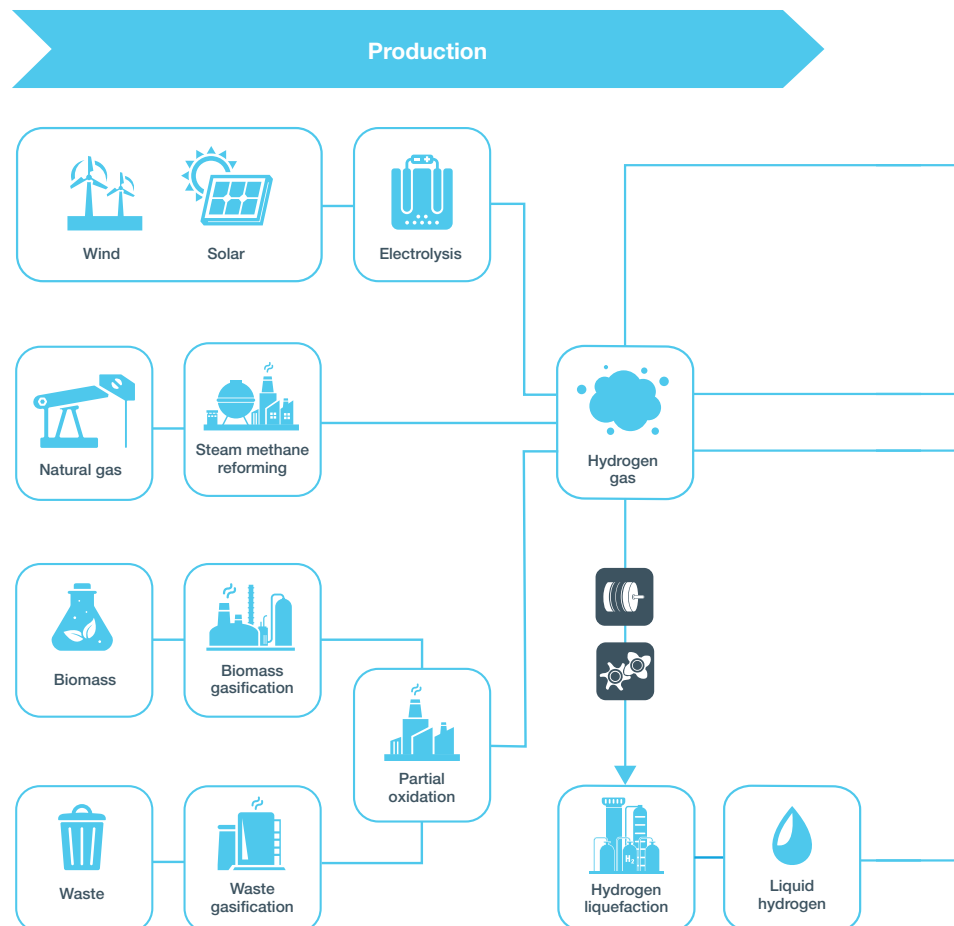 Production
Wind
Solar
Electrolysis
Natural gas
Steam methane
reforming
Hydrogen
gas
Biomass
Biomass
gasification
Partial
oxidation
Waste
Waste
gasification
H₂
Hydrogen
liquefaction
Liquid
hydrogen